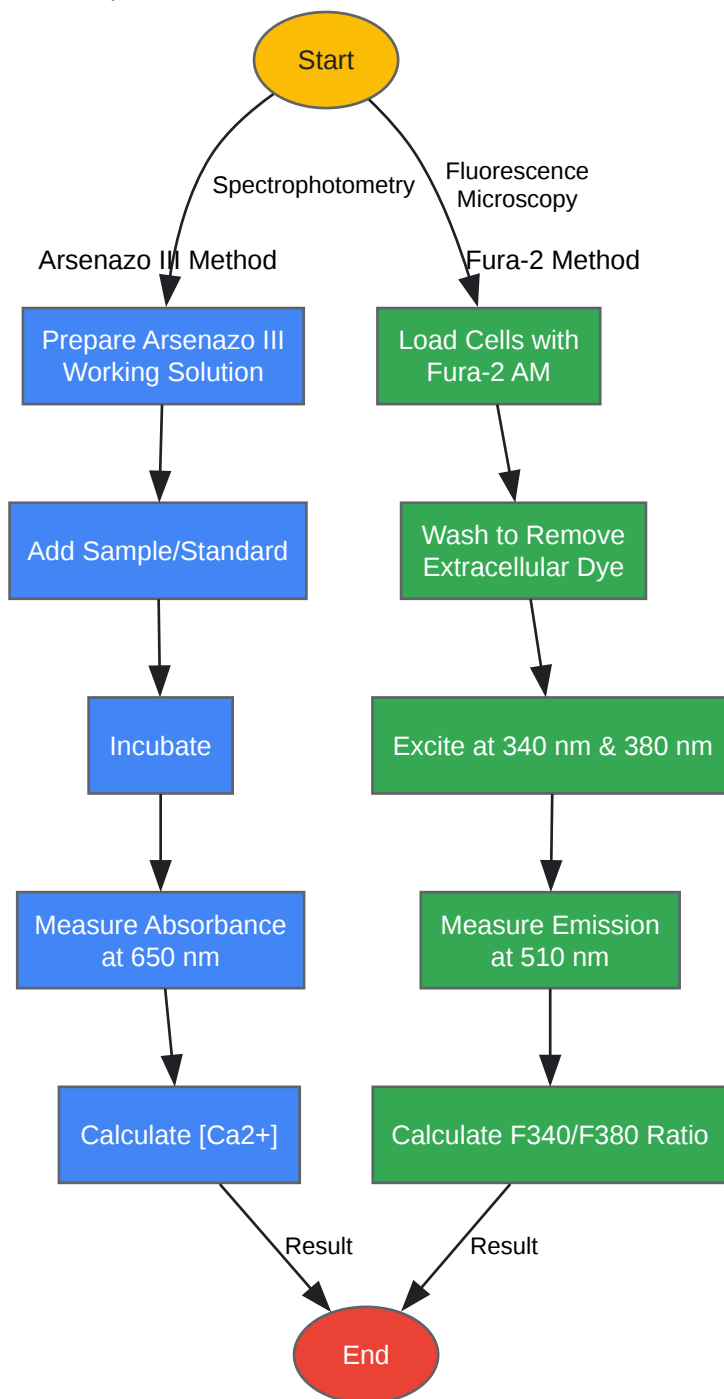 Start
Spectrophotometry
Fluorescence
Microscopy
Arsenazo III Method
Prepare Arsenazo III
Working Solution
Add Sample/Standard
Incubate
Measure Absorbance
at 650 nm
Calculate [Ca2+]
Result
Fura-2 Method
Load Cells with
Fura-2 AM
Wash to Remove
Extracellular Dye
Excite at 340 nm & 380 nm
Measure Emission
at 510 nm
Calculate F340/F380 Ratio
Result
End